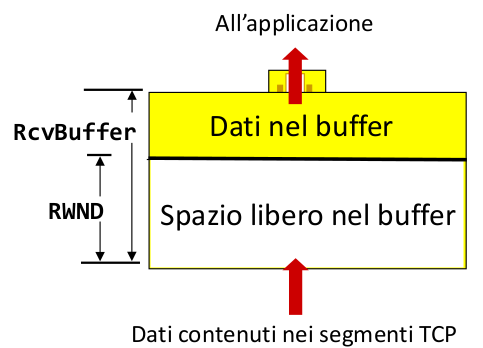 All’applicazione
RcvBuffer
Dati nel buffer
RWND
Spazio libero nel buffer
Dati contenuti nei segmenti TCP